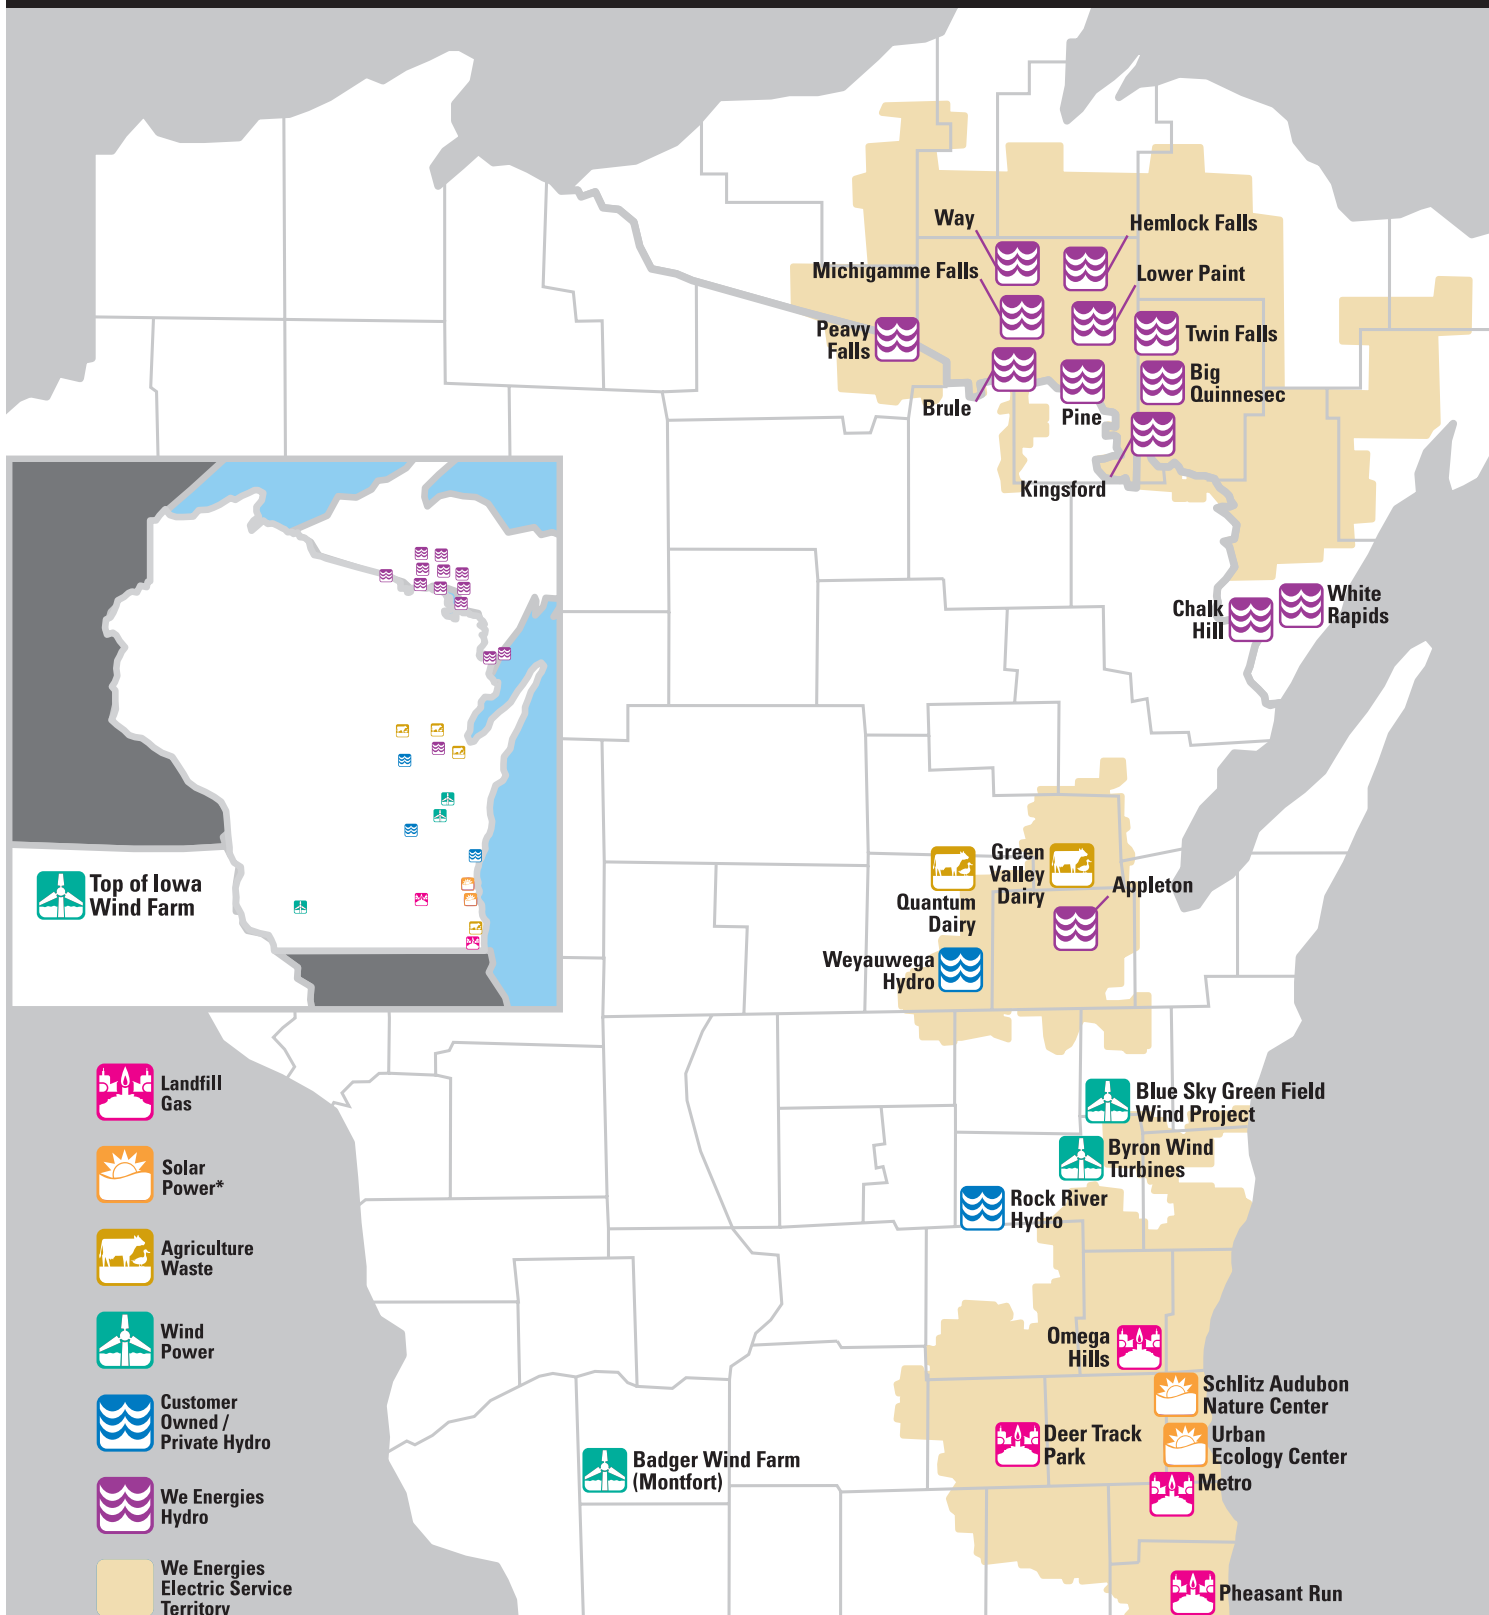 Way
Hemlock Falls
Michigamme Falls
Lower Paint
Peavy
Falls
Twin Falls
Big
Quinnesec
Brule
Pine
Kingsford
Chalk
Hill
White
Rapids
Top of Iowa
Wind Farm
Green
Valley
Dairy
Quantum
Dairy
Appleton
Weyauwega
Hydro
Blue Sky Green Field
Wind Project
Byron Wind
Turbines
Rock River
Hydro
Omega
Hills
Schlitz Audubon
Nature Center
Deer Track
Park
Urban
Ecology Center
Metro
Badger Wind Farm
(Montfort)
Pheasant Run
Landfill
Gas
Solar
Power*
Agriculture
Waste
Wind
Power
Customer
Owned /
Private Hydro
We Energies
Hydro
We Energies
Electric Service
Territory